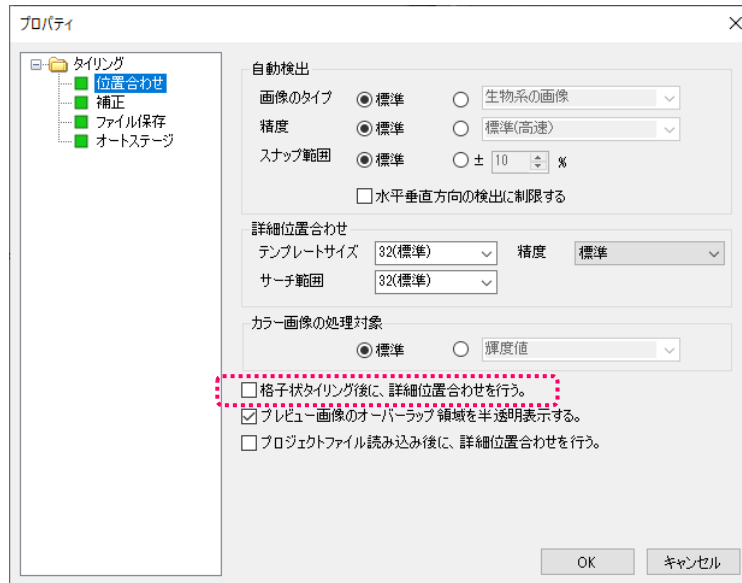 プロパティ
タイリング
位置合わせ
補正
ファイル保存
オートステージ
自動検出
画像のタイプ 標準 生物系の画像
精度 標準 標準(高速)
スナップ範囲 標準 ± 10 %
水平垂直方向の検出に制限する
詳細位置合わせ
テンプレートサイズ 32(標準) 精度 標準
サーチ範囲 32(標準)
カラー画像の処理対象
標準 輝度値
格子状タイリング後に、詳細位置合わせを行う。
プレビュー画像のオーバーラップ領域を半透明表示する。
プロジェクトファイル読み込み後に、詳細位置合わせを行う。
OK キャンセル